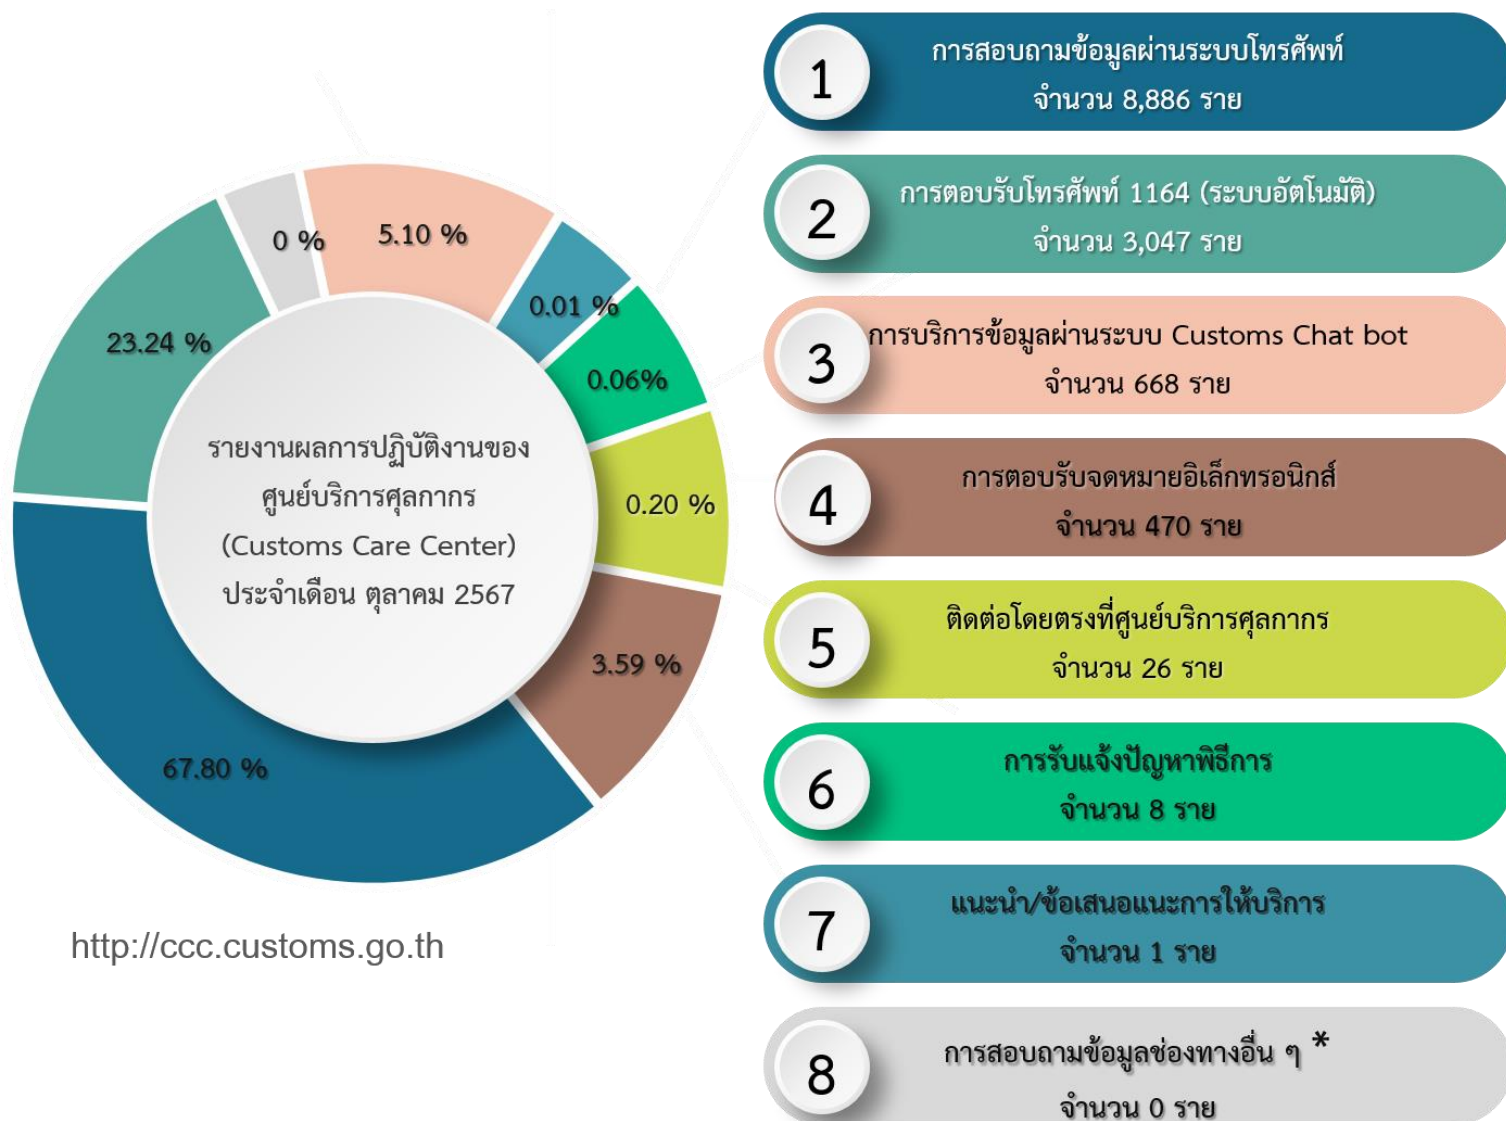 0 %
5.10 %
0.01 %
0.06%
0.20 %
3.59 %
67.80 %
23.24 %
รายงานผลการปฏิบัติงานของ
ศูนย์บริการศุลกากร
(Customs Care Center)
ประจำเดือน ตุลาคม 2567
http://ccc.customs.go.th
1
การสอบถามข้อมูลผ่านระบบโทรศัพท์
จำนวน 8,886 ราย
2
การตอบรับโทรศัพท์ 1164 (ระบบอัตโนมัติ)
จำนวน 3,047 ราย
3
การบริการข้อมูลผ่านระบบ Customs Chat bot
จำนวน 668 ราย
4
การตอบรับจดหมายอิเล็กทรอนิกส์
จำนวน 470 ราย
5
ติดต่อโดยตรงที่ศูนย์บริการศุลกากร
จำนวน 26 ราย
6
การรับแจ้งปัญหาพิธีการ
จำนวน 8 ราย
7
แนะนำ/ข้อเสนอแนะการให้บริการ
จำนวน 1 ราย
8
การสอบถามข้อมูลช่องทางอื่น ๆ *
จำนวน 0 ราย